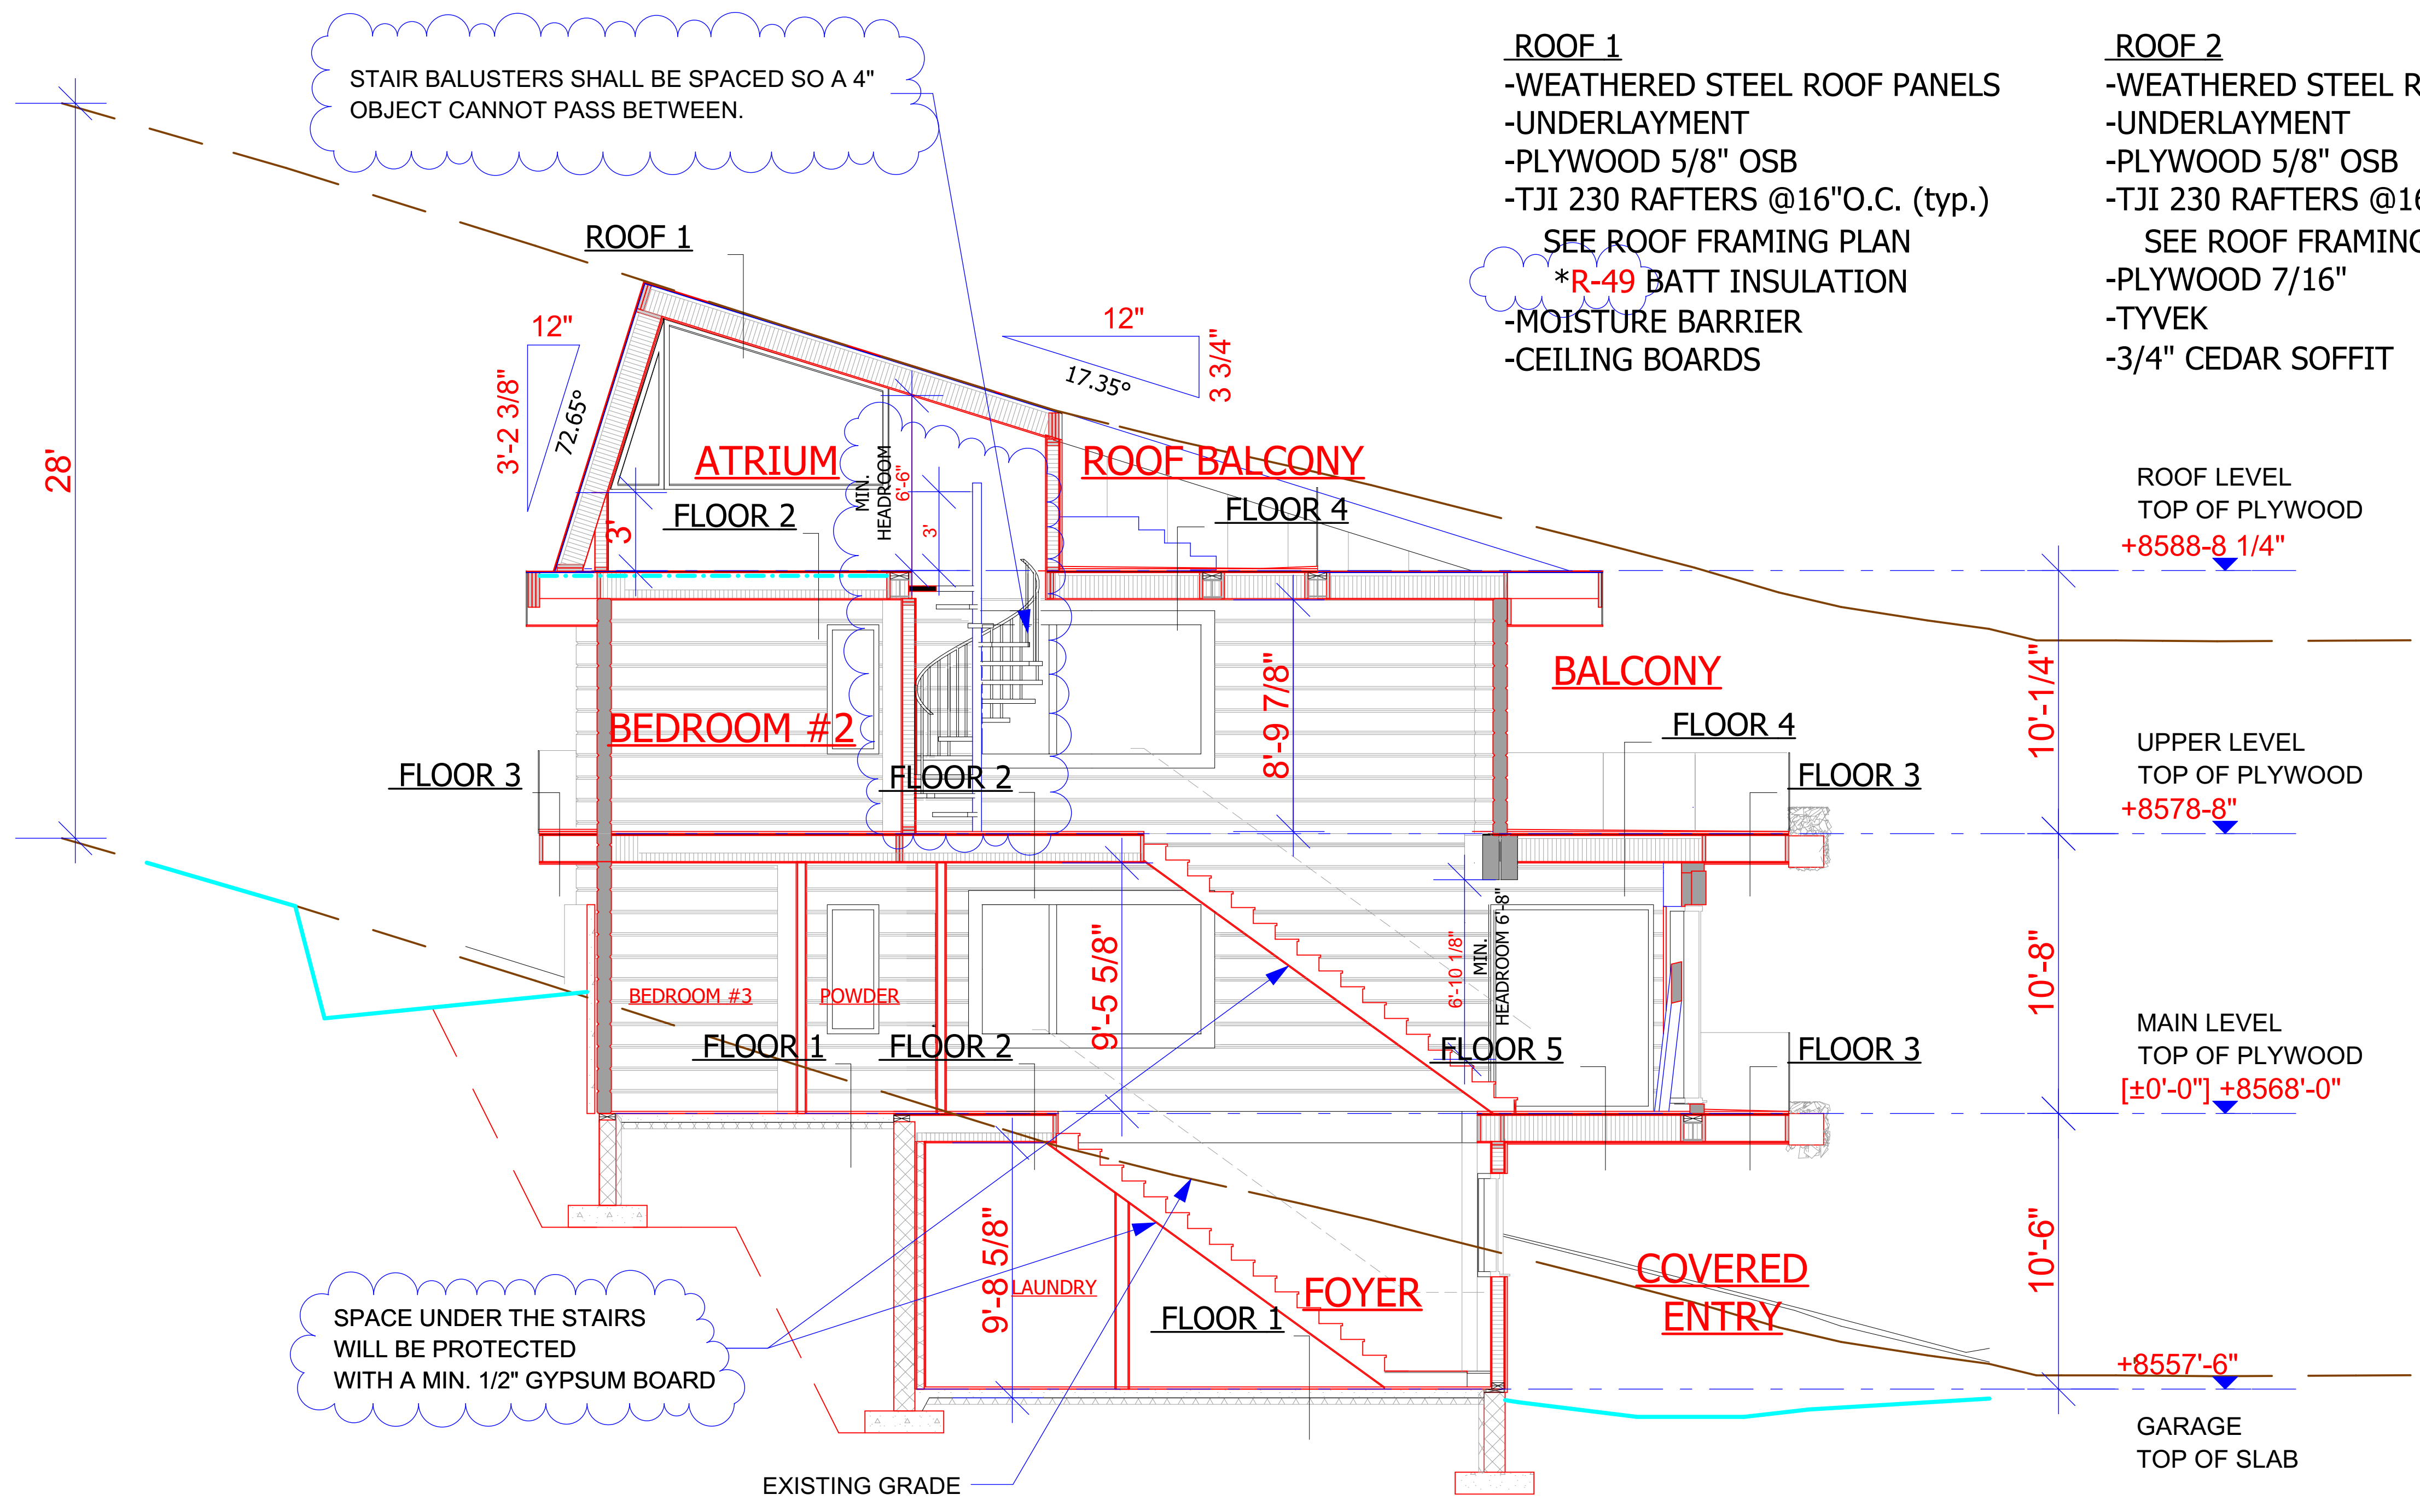 STAIR BALUSTERS SHALL BE SPACED SO A 4"
OBJECT CANNOT PASS BETWEEN.
ROOF 1
-WEATHERED STEEL ROOF PANELS
-UNDERLAYMENT
-PLYWOOD 5/8" OSB
-TJI 230 RAFTERS @16"O.C. (typ.)
SEE ROOF FRAMING PLAN
*R-49 BATT INSULATION
-MOISTURE BARRIER
-CEILING BOARDS
ROOF 2
-WEATHERED STEEL R
-UNDERLAYMENT
-PLYWOOD 5/8" OSB
-TJI 230 RAFTERS @16
SEE ROOF FRAMING
-PLYWOOD 7/16"
-TYVEK
-3/4" CEDAR SOFFIT
ROOF 1
12"
3'-2 3/8"
72.65°
12"
3 3/4"
17.35°
28'
ATRIUM
ROOF BALCONY
MIN.
HEADROOM
6'-6"
3'
3'
FLOOR 2
FLOOR 4
ROOF LEVEL
TOP OF PLYWOOD
+8588-8 1/4"
BEDROOM #2
8'-9 7/8"
BALCONY
10'-1/4"
FLOOR 4
FLOOR 3
FLOOR 2
FLOOR 3
UPPER LEVEL
TOP OF PLYWOOD
+8578-8"
9'-5 5/8"
6'-10 1/8"
MIN.
HEADROOM 6'-8"
10'-8"
BEDROOM #3
POWDER
FLOOR 1
FLOOR 2
FLOOR 5
FLOOR 3
MAIN LEVEL
TOP OF PLYWOOD
[±0'-0"] +8568'-0"
9'-8 5/8"
LAUNDRY
FOYER
FLOOR 1
COVERED
ENTRY
10'-6"
SPACE UNDER THE STAIRS
WILL BE PROTECTED
WITH A MIN. 1/2" GYPSUM BOARD
+8557'-6"
GARAGE
TOP OF SLAB
EXISTING GRADE